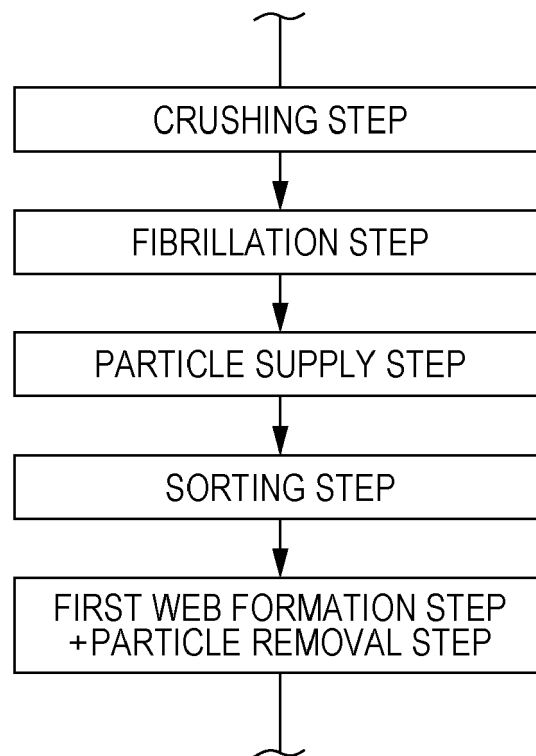 CRUSHING STEP
FIBRILLATION STEP
PARTICLE SUPPLY STEP
SORTING STEP
FIRST WEB FORMATION STEP
+PARTICLE REMOVAL STEP